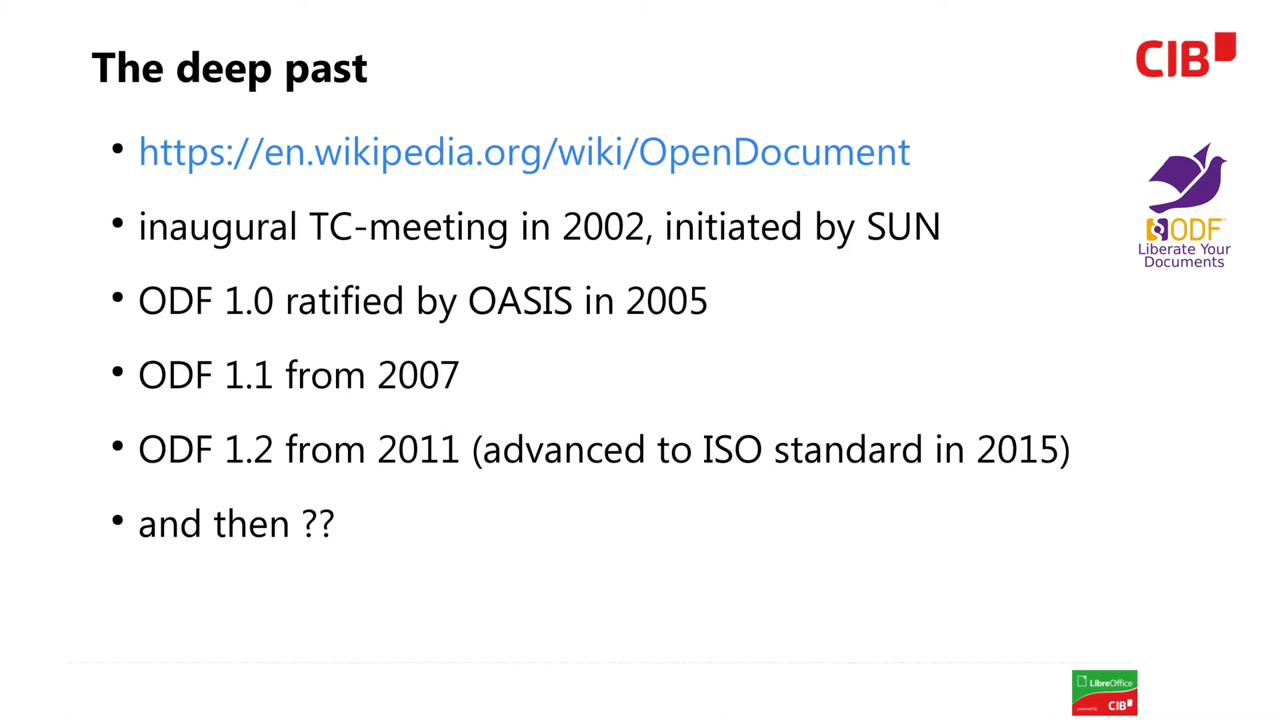 The deep past
CIB
• https://en.wikipedia.org/wiki/OpenDocument
• inaugural TC-meeting in 2002, initiated by SUN
ODF
Liberate Your
Documents
• ODF 1.0 ratified by OASIS in 2005
• ODF 1.1 from 2007
• ODF 1.2 from 2011 (advanced to ISO standard in 2015)
• and then ??
LibreOffice
powered by CIB